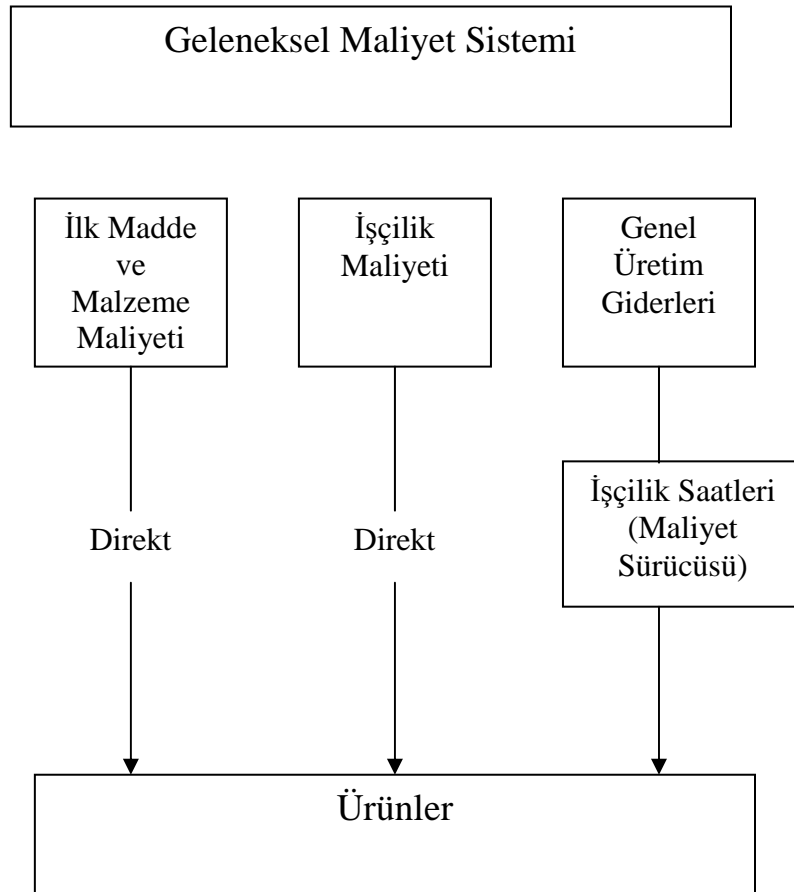 Geleneksel Maliyet Sistemi
İlk Madde
ve
Malzeme
Maliyeti
İşçilik
Maliyeti
Genel
Üretim
Giderleri
Direkt
Direkt
İşçilik Saatleri
(Maliyet
Sürücüsü)
Ürünler